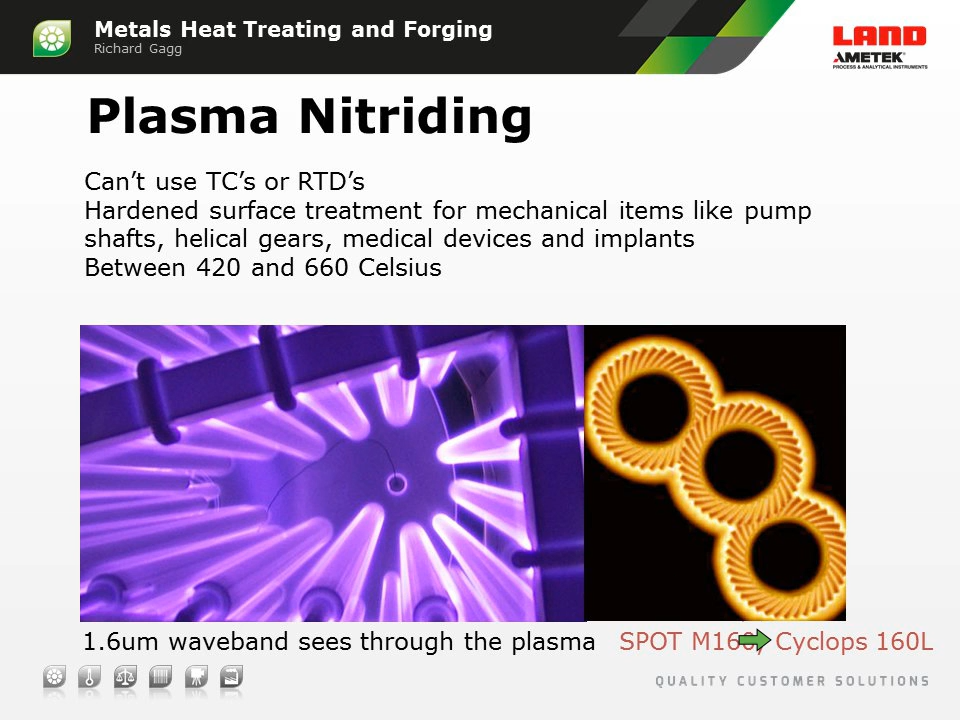 Metals Heat Treating and Forging
Richard Gagg
LAND
AMETEK®
PROCESS & ANALYTICAL INSTRUMENTS
Plasma Nitriding
Can’t use TC’s or RTD’s
Hardened surface treatment for mechanical items like pump
shafts, helical gears, medical devices and implants
Between 420 and 660 Celsius
1.6um waveband sees through the plasma SPOT M160, Cyclops 160L
QUALITY CUSTOMER SOLUTIONS